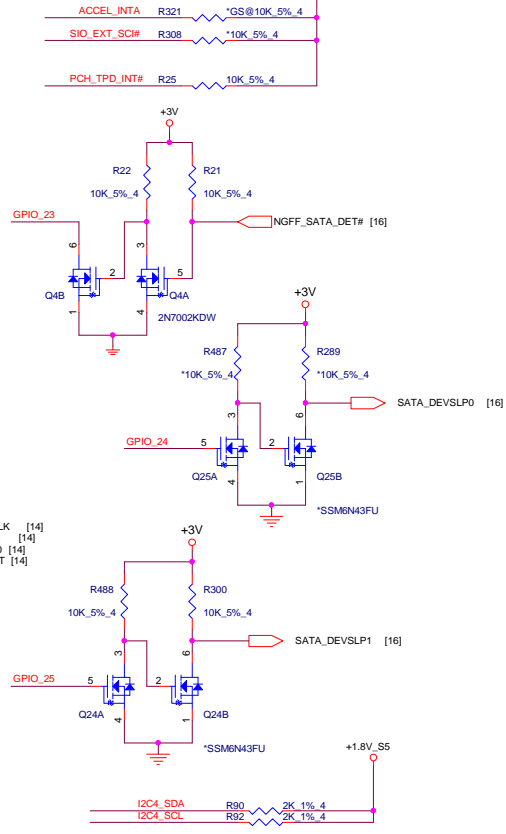 ACCEL_INTA R321 *GS@10K_5%_4
SIO_EXT_SCI# R308 *10K_5%_4
PCH_TPD_INT# R25 10K_5%_4
+3V
R22 R21
10K_5%_4 10K_5%_4
GPIO_23
NGFF_SATA_DET# [16]
6 3
2 5
Q4B Q4A
1 4
2N7002KDW
+3V
R487 R289
*10K_5%_4 *10K_5%_4
SATA_DEVSLP0 [16]
3 6
GPIO_24 5 2
Q25A Q25B
4 1
*SSM6N43FU
LK [14]
[14]
0 [14]
T [14]
+3V
R488 R300
10K_5%_4 10K_5%_4
SATA_DEVSLP1 [16]
3 6
GPIO_25 5 2
Q24A Q24B
4 1
*SSM6N43FU
+1.8V_S5
I2C4_SDA R90 2K_1%_4
I2C4_SCL R92 2K_1%_4